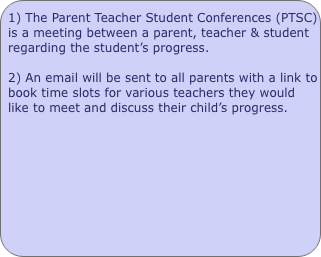 1) The Parent Teacher Student Conferences (PTSC)
is a meeting between a parent, teacher & student
regarding the student’s progress.
2) An email will be sent to all parents with a link to
book time slots for various teachers they would
like to meet and discuss their child’s progress.